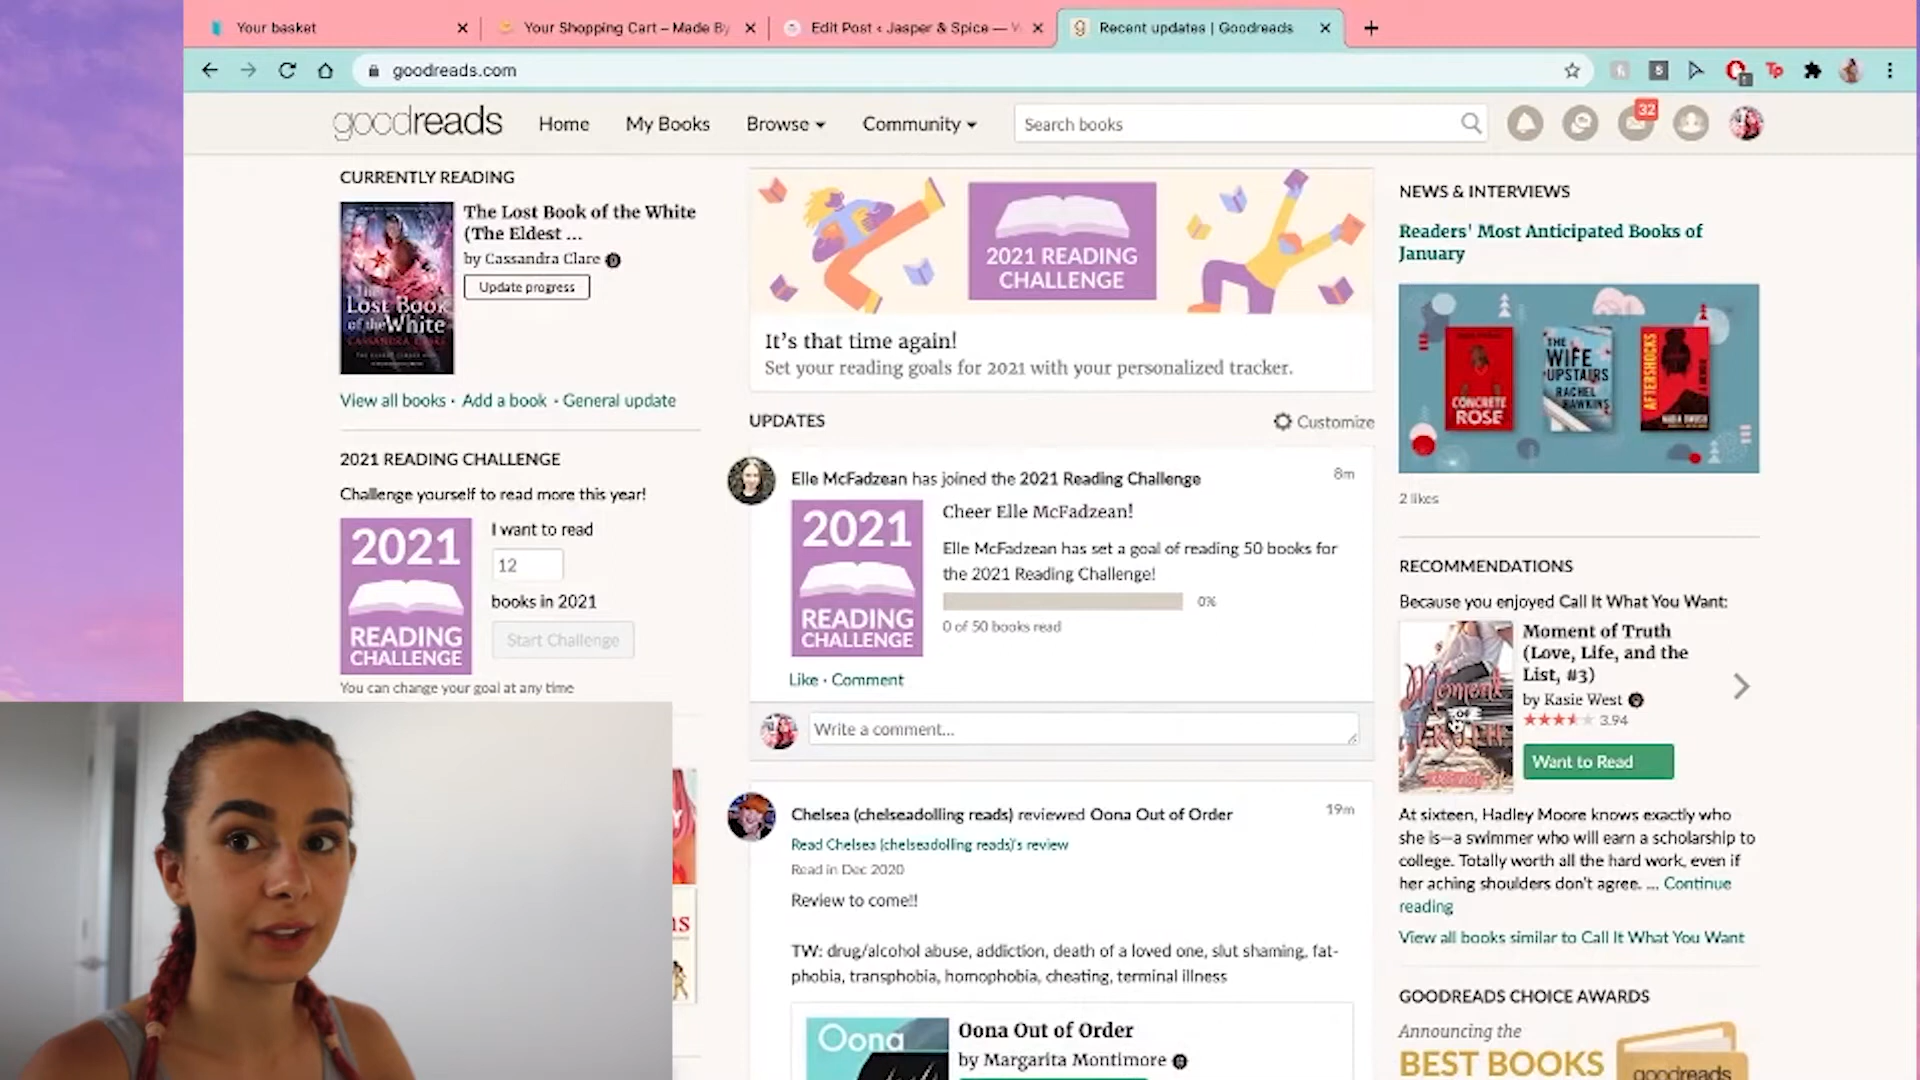 Your basket
Your Shopping Cart – Made By
Edit Post ‹ Jasper & Spice —
Recent updates | Goodreads
goodreads.com
goodreads
Home
My Books
Browse
Community
Search books
32
CURRENTLY READING
The Lost Book of the White
(The Eldest ...
by Cassandra Clare
Update progress
The
Lost Book
of the White
CASSANDRA CLARE
View all books · Add a book · General update
2021 READING CHALLENGE
Challenge yourself to read more this year!
2021
READING
CHALLENGE
I want to read
12
books in 2021
Start Challenge
You can change your goal at any time
2021 READING
CHALLENGE
It's that time again!
Set your reading goals for 2021 with your personalized tracker.
UPDATES
Customize
Elle McFadzean has joined the 2021 Reading Challenge
8m
2021
READING
CHALLENGE
Cheer Elle McFadzean!
Elle McFadzean has set a goal of reading 50 books for
the 2021 Reading Challenge!
0%
0 of 50 books read
Like · Comment
Write a comment...
Chelsea (chelseadolling reads) reviewed Oona Out of Order
19m
Read Chelsea (chelseadolling reads)'s review
Read in Dec 2020
Review to come!!
TW: drug/alcohol abuse, addiction, death of a loved one, slut shaming, fat-
phobia, transphobia, homophobia, cheating, terminal illness
Oona
Oona Out of Order
by Margarita Montimore
NEWS & INTERVIEWS
Readers' Most Anticipated Books of
January
CONCRETE
ROSE
THE
WIFE
UPSTAIRS
RACHEL
HAWKINS
AFTERSHOCKS
2 likes
RECOMMENDATIONS
Because you enjoyed Call It What You Want:
Moment
OF
TRUTH
Moment of Truth
(Love, Life, and the
List, #3)
by Kasie West
3.94
Want to Read
At sixteen, Hadley Moore knows exactly who
she is—a swimmer who will earn a scholarship to
college. Totally worth all the hard work, even if
her aching shoulders don't agree. ... Continue
reading
View all books similar to Call It What You Want
GOODREADS CHOICE AWARDS
Announcing the
BEST BOOKS
goodreads